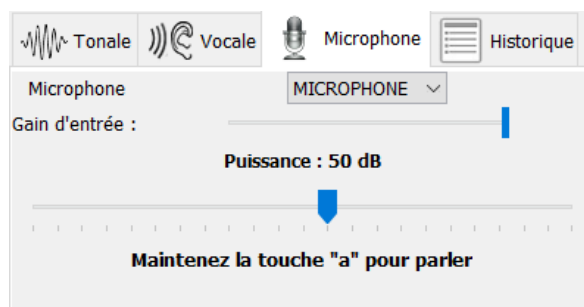 Tonale Vocale Microphone Historique
Microphone MICROPHONE
Gain d'entrée :
Puissance : 50 dB
Maintenez la touche "a" pour parler